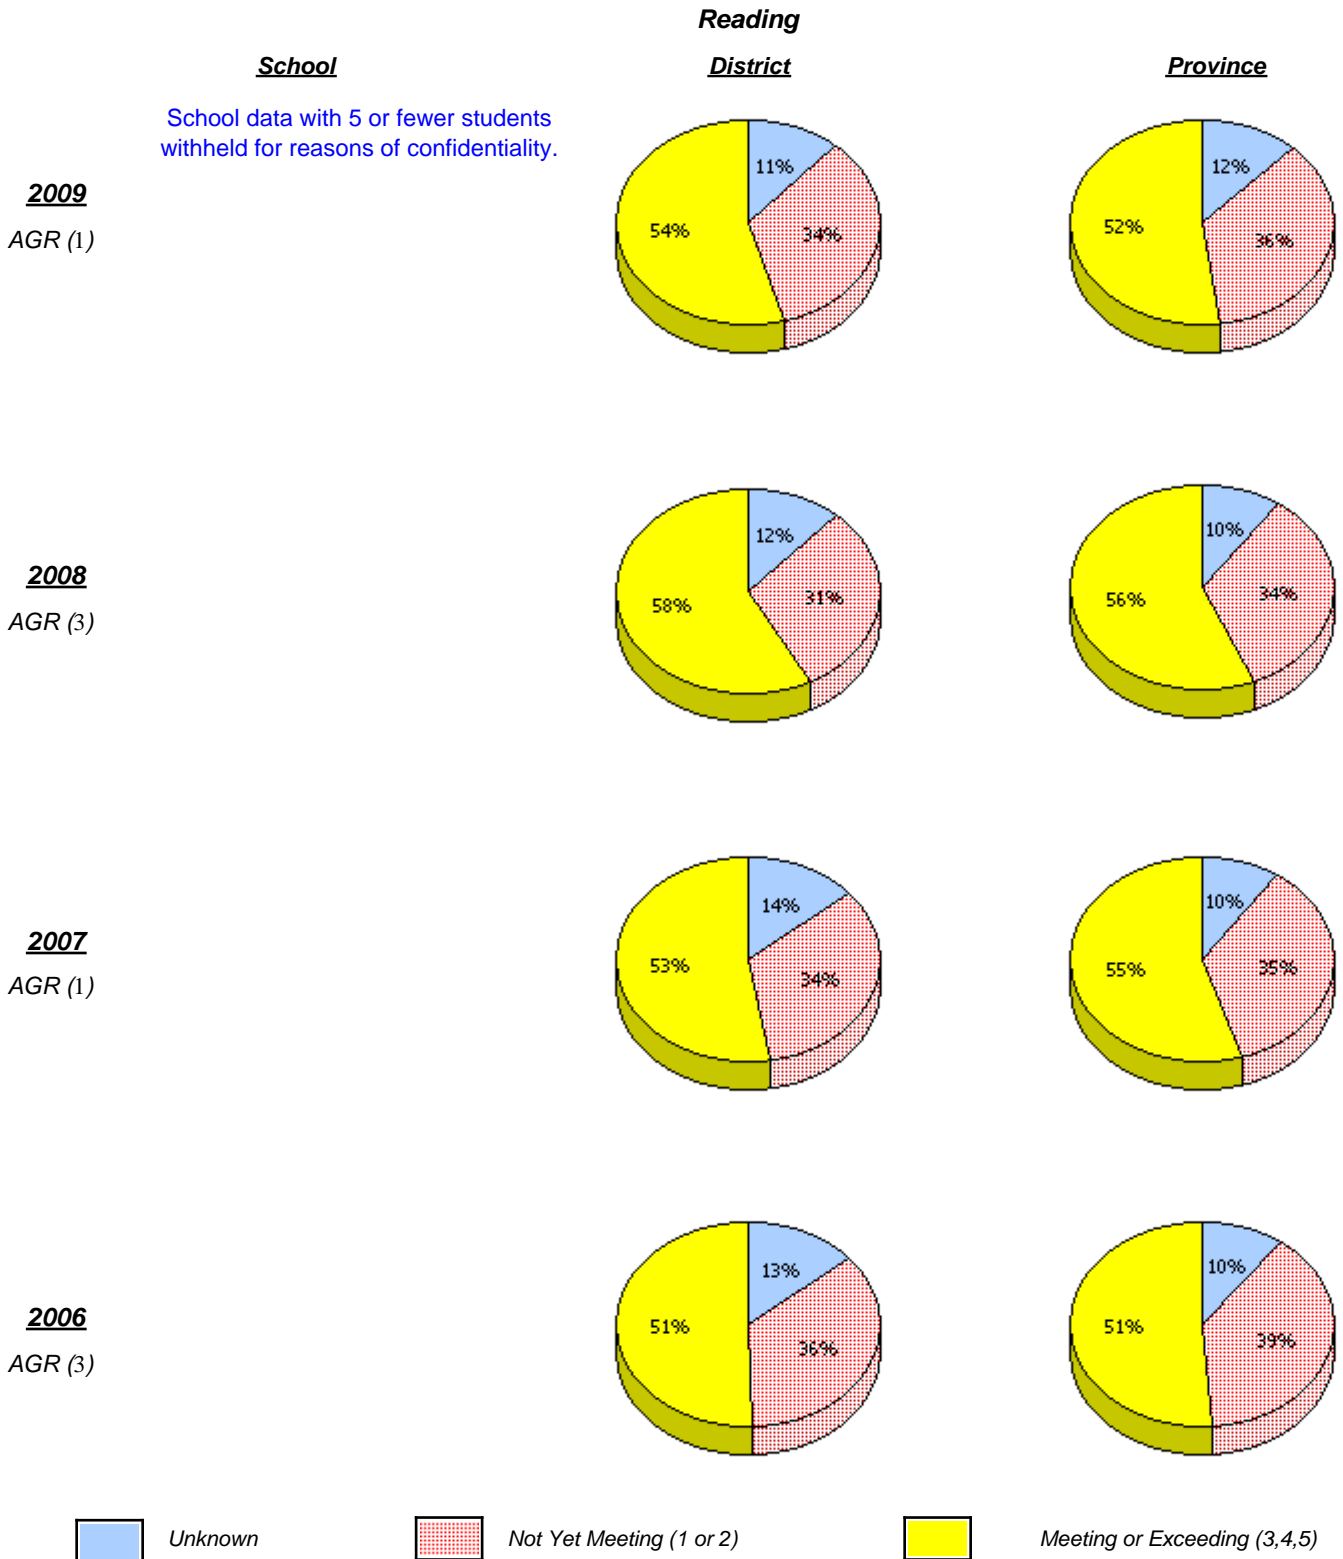 Reading
School
District
Province
School data with 5 or fewer students
withheld for reasons of confidentiality.
2009
AGR (1)
11%
34%
54%
12%
36%
52%
2008
AGR (3)
12%
31%
58%
10%
34%
56%
2007
AGR (1)
14%
34%
53%
10%
35%
55%
2006
AGR (3)
13%
36%
51%
10%
39%
51%
Unknown
Not Yet Meeting (1 or 2)
Meeting or Exceeding (3,4,5)